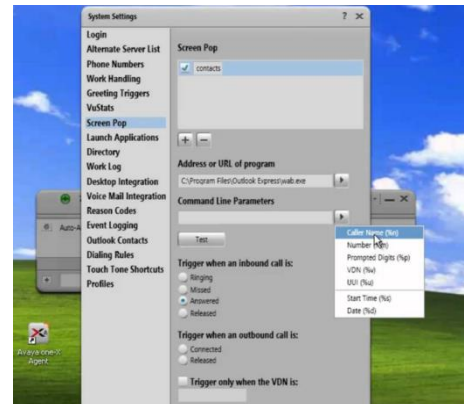 System Settings
? ×
Login
Alternate Server List
Phone Numbers
Work Handling
Greeting Triggers
VuStats
Screen Pop
Launch Applications
Directory
Work Log
Desktop Integration
Voice Mail Integration
Reason Codes
Event Logging
Outlook Contacts
Dialing Rules
Touch Tone Shortcuts
Profiles
Screen Pop
contacts
Address or URL of program
C:\Program Files\Outlook Express\wab.exe
Command Line Parameters
Test
Trigger when an inbound call is:
Ringing
Missed
Answered
Released
Trigger when an outbound call is:
Connected
Released
Trigger only when the VDN is:
Caller Name (%n)
Number
Prompted Digits (%p)
VDN (%v)
UUI (%u)
Start Time (%s)
Date (%d)
Auto-A
Avaya one-X
Agent